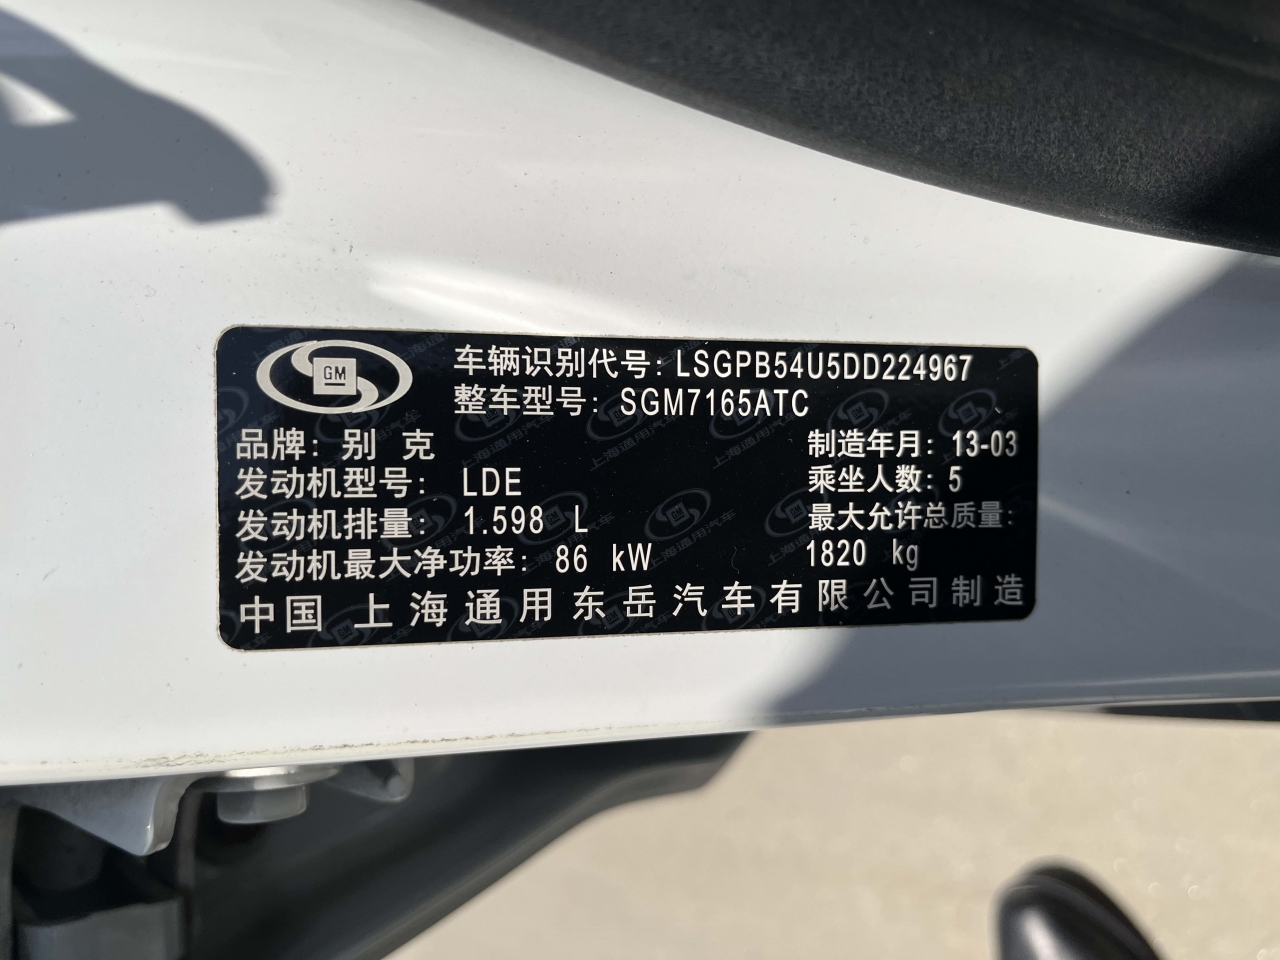 GM
车辆识别代号: LSGPB54U5DD224967
整车型号: SGM7165ATC
品牌: 别 克
制造年月: 13-03
发动机型号: LDE
乘坐人数: 5
发动机排量: 1.598 L
最大允许总质量:
发动机最大净功率: 86 kW
1820 kg
中国 上海通用东岳汽车有限公司制造